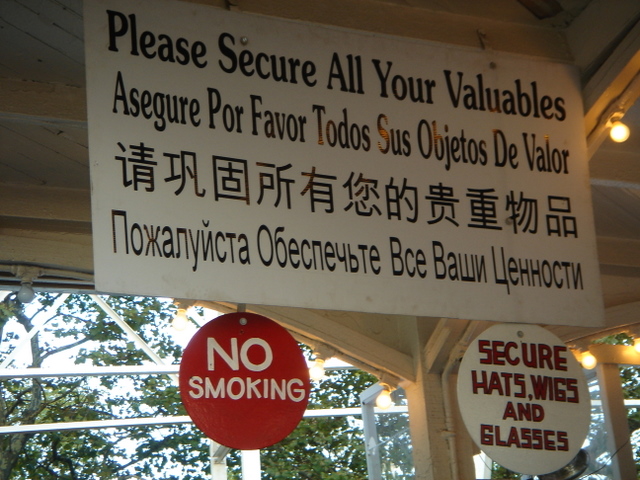 Please Secure All Your Valuables
Asegure Por Favor Todos Sus Objetos De Valor
请巩固所有您的贵重物品
Пожалуйста Обеспечьте Все Ваши Ценности
NO
SMOKING
SECURE
HATS, WIGS
AND
GLASSES